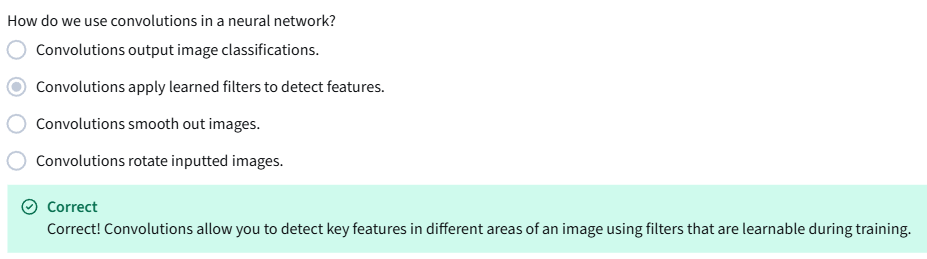 How do we use convolutions in a neural network?
Convolutions output image classifications.
Convolutions apply learned filters to detect features.
Convolutions smooth out images.
Convolutions rotate inputted images.
Correct
Correct! Convolutions allow you to detect key features in different areas of an image using filters that are learnable during training.